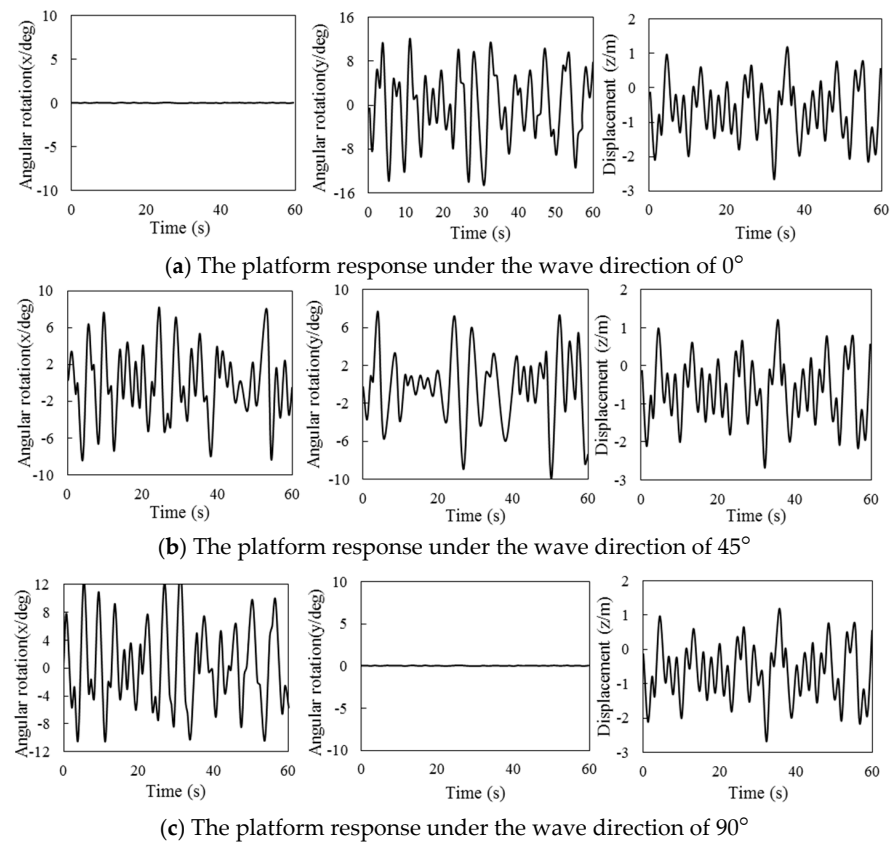 10
5
0
-5
-10
0 20 40 60
Angular rotation(x/deg)
Time (s)
16
8
0
-8
-16
0 10 20 30 40 50 60
Angular rotation(y/deg)
Time (s)
2
1
0
-1
-2
-3
0 20 40 60
Displacement (z/m)
Time (s)
(a) The platform response under the wave direction of 0°
10
6
2
-2
-6
-10
0 20 40 60
Angular rotation(x/deg)
Time (s)
10
6
2
-2
-6
-10
0 20 40 60
Angular rotation(y/deg)
Time (s)
2
1
0
-1
-2
-3
0 20 40 60
Displacement (z/m)
Time (s)
(b) The platform response under the wave direction of 45°
12
8
4
0
-4
-8
-12
0 20 40 60
Angular rotation(x/deg)
Time (s)
10
5
0
-5
-10
0 20 40 60
Angular rotation(y/deg)
Time (s)
2
1
0
-1
-2
-3
0 20 40 60
Displacement (z/m)
Time (s)
(c) The platform response under the wave direction of 90°